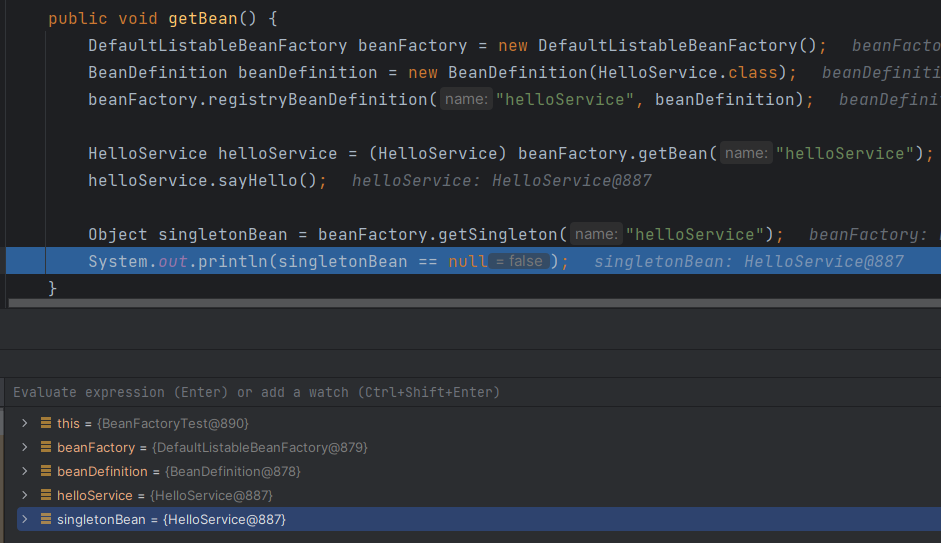 public void getBean() {
DefaultListableBeanFactory beanFactory = new DefaultListableBeanFactory(); beanFacto
BeanDefinition beanDefinition = new BeanDefinition(HelloService.class); beanDefiniti
beanFactory.registryBeanDefinition( name: "helloService", beanDefinition); beanDefini
HelloService helloService = (HelloService) beanFactory.getBean( name: "helloService");
helloService.sayHello(); helloService: HelloService@887
Object singletonBean = beanFactory.getSingleton( name: "helloService"); beanFactory:
System.out.println(singletonBean == null = false ); singletonBean: HelloService@887
}
Evaluate expression (Enter) or add a watch (Ctrl+Shift+Enter)
this = {BeanFactoryTest@890}
beanFactory = {DefaultListableBeanFactory@879}
beanDefinition = {BeanDefinition@878}
helloService = {HelloService@887}
singletonBean = {HelloService@887}